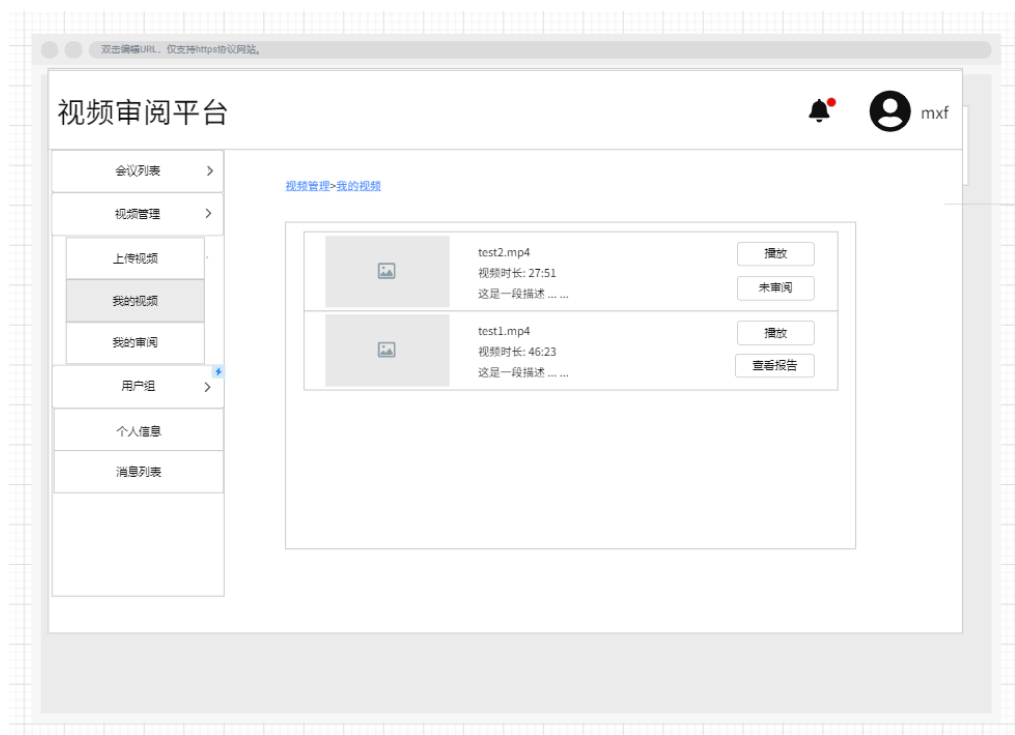 双击编辑URL，仅支持https协议网站。
视频审阅平台
mxf
会议列表
视频管理
上传视频
我的视频
我的审阅
用户组
个人信息
消息列表
视频管理>我的视频
test2.mp4
视频时长: 27:51
这是一段描述 ... ...
播放
未审阅
test1.mp4
视频时长: 46:23
这是一段描述 ... ...
播放
查看报告